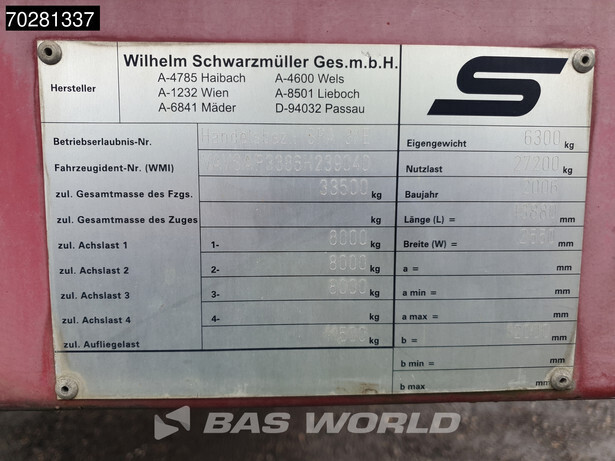 70281337
Wilhelm Schwarzmüller Ges.m.b.H.
Hersteller
A-4785 Haibach A-4600 Wels
A-1232 Wien A-8501 Lieboch
A-6841 Mäder D-94032 Passau
S
Betriebserlaubnis-Nr.
Fahrzeugident-Nr. (WMI)
zul. Gesamtmasse des Fzgs. 33500 kg
zul. Gesamtmasse des Zuges kg
zul. Achslast 1 1- 8000 kg
zul. Achslast 2 2- 8000 kg
zul. Achslast 3 3- 8000 kg
zul. Achslast 4 4- kg
zul. Aufliegelast kg
Eigengewicht 6300 kg
Nutzlast 27200 kg
Baujahr 2006
Länge (L) = mm
Breite (W) = 2550 mm
a = mm
a min = mm
a max = mm
b = mm
b min = mm
b max mm
BAS WORLD